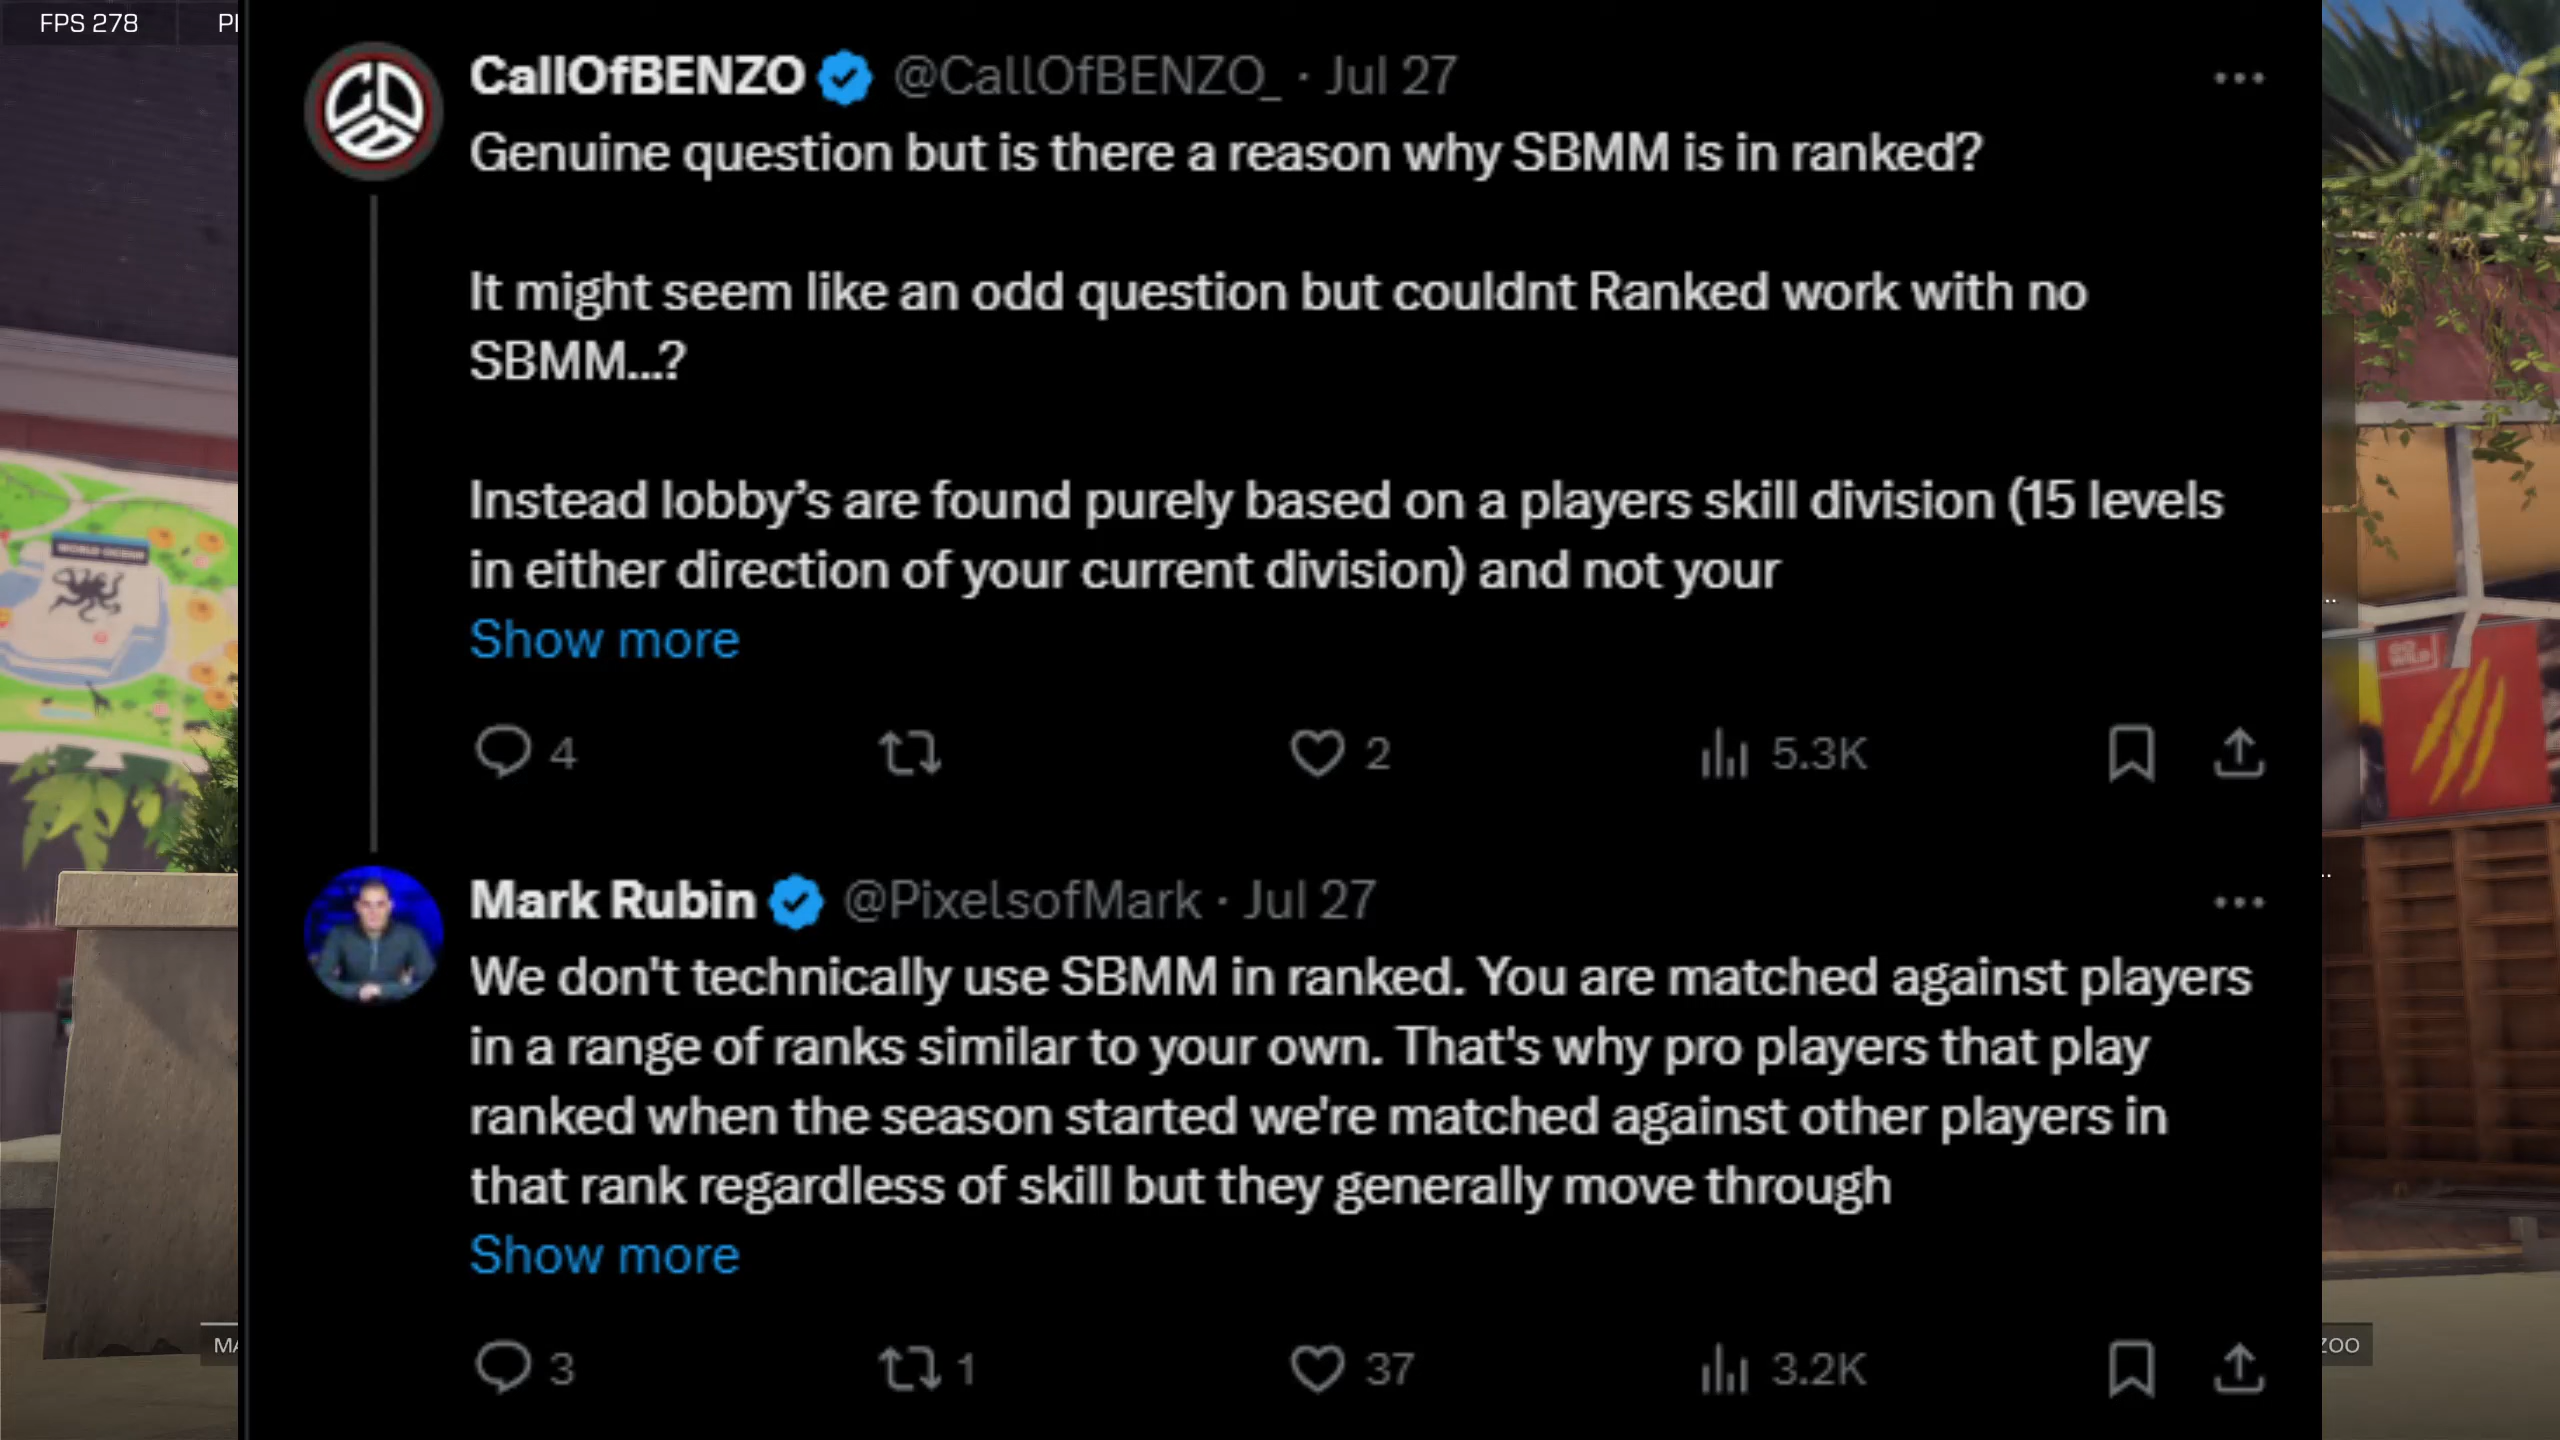 FPS 278
CallOfBENZO @CallOfBENZO_ · Jul 27
Genuine question but is there a reason why SBMM is in ranked?
It might seem like an odd question but couldnt Ranked work with no
SBMM...?
Instead lobby’s are found purely based on a players skill division (15 levels
in either direction of your current division) and not your
Show more
4 2 5.3K
Mark Rubin @PixelsofMark · Jul 27
We don't technically use SBMM in ranked. You are matched against players
in a range of ranks similar to your own. That's why pro players that play
ranked when the season started we're matched against other players in
that rank regardless of skill but they generally move through
Show more
3 1 37 3.2K
WORLD OCEAN
GO
WILD
ZOO